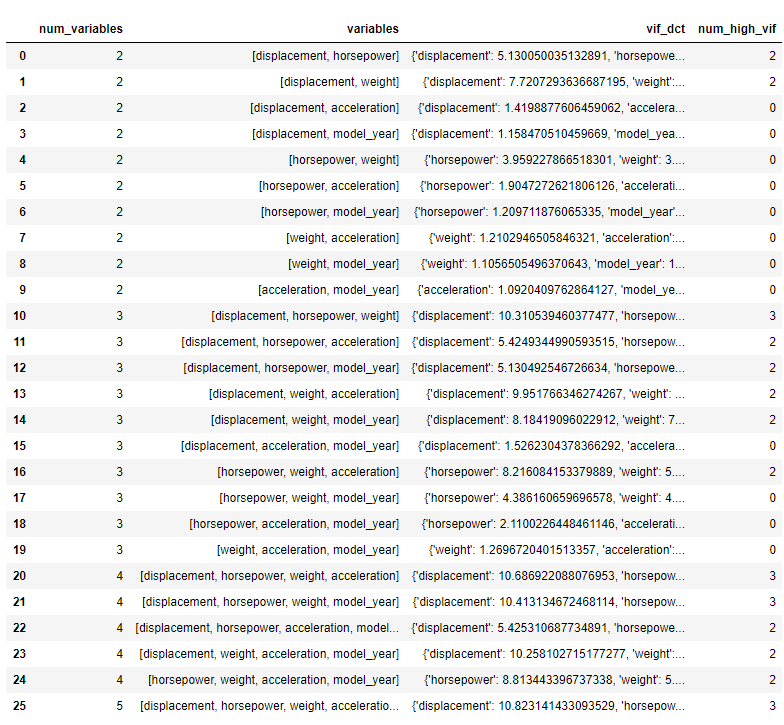 num_variables variables vif_dct num_high_vif
0 2 [displacement, horsepower] {'displacement': 5.130050035132891, 'horsepowe... 2
1 2 [displacement, weight] {'displacement': 7.7207293636687195, 'weight':... 2
2 2 [displacement, acceleration] {'displacement': 1.4198877606459062, 'accelera... 0
3 2 [displacement, model_year] {'displacement': 1.158470510459669, 'model_yea... 0
4 2 [horsepower, weight] {'horsepower': 3.959227866518301, 'weight': 3.... 0
5 2 [horsepower, acceleration] {'horsepower': 1.9047272621806126, 'accelerati... 0
6 2 [horsepower, model_year] {'horsepower': 1.209711876065335, 'model_year'... 0
7 2 [weight, acceleration] {'weight': 1.2102946505846321, 'acceleration':... 0
8 2 [weight, model_year] {'weight': 1.1056505496370643, 'model_year': 1... 0
9 2 [acceleration, model_year] {'acceleration': 1.0920409762864127, 'model_ye... 0
10 3 [displacement, horsepower, weight] {'displacement': 10.310539460377477, 'horsepow... 3
11 3 [displacement, horsepower, acceleration] {'displacement': 5.4249344990593515, 'horsepow... 2
12 3 [displacement, horsepower, model_year] {'displacement': 5.130492546726634, 'horsepowe... 2
13 3 [displacement, weight, acceleration] {'displacement': 9.951766346274267, 'weight': ... 2
14 3 [displacement, weight, model_year] {'displacement': 8.18419096022912, 'weight': 7... 2
15 3 [displacement, acceleration, model_year] {'displacement': 1.5262304378366292, 'accelera... 0
16 3 [horsepower, weight, acceleration] {'horsepower': 8.216084153379889, 'weight': 5.... 2
17 3 [horsepower, weight, model_year] {'horsepower': 4.386160659696578, 'weight': 4.... 0
18 3 [horsepower, acceleration, model_year] {'horsepower': 2.1100226448461146, 'accelerati... 0
19 3 [weight, acceleration, model_year] {'weight': 1.2696720401513357, 'acceleration':... 0
20 4 [displacement, horsepower, weight, acceleration] {'displacement': 10.686922088076953, 'horsepow... 3
21 4 [displacement, horsepower, weight, model_year] {'displacement': 10.413134672468114, 'horsepow... 3
22 4 [displacement, horsepower, acceleration, model... {'displacement': 5.425310687734891, 'horsepowe... 2
23 4 [displacement, weight, acceleration, model_year] {'displacement': 10.258102715177277, 'weight':... 2
24 4 [horsepower, weight, acceleration, model_year] {'horsepower': 8.813443396737338, 'weight': 5.... 2
25 5 [displacement, horsepower, weight, acceleratio... {'displacement': 10.823141433093529, 'horsepow... 3